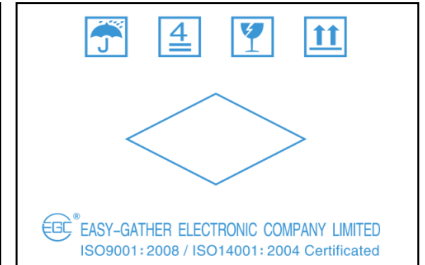 4
EGC® EASY-GATHER ELECTRONIC COMPANY LIMITED
ISO9001:2008 / ISO14001:2004 Certificated